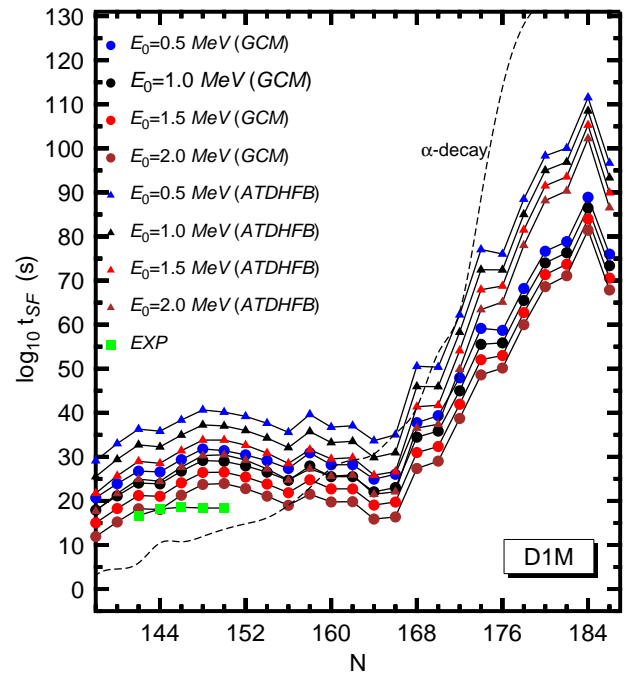 130
120
110
100
90
80
70
60
50
40
30
20
10
0
log10 tSF (s)
E0=0.5 MeV (GCM)
E0=1.0 MeV (GCM)
E0=1.5 MeV (GCM)
E0=2.0 MeV (GCM)
E0=0.5 MeV (ATDHFB)
E0=1.0 MeV (ATDHFB)
E0=1.5 MeV (ATDHFB)
E0=2.0 MeV (ATDHFB)
EXP
α-decay
D1M
144 152 160 168 176 184
N